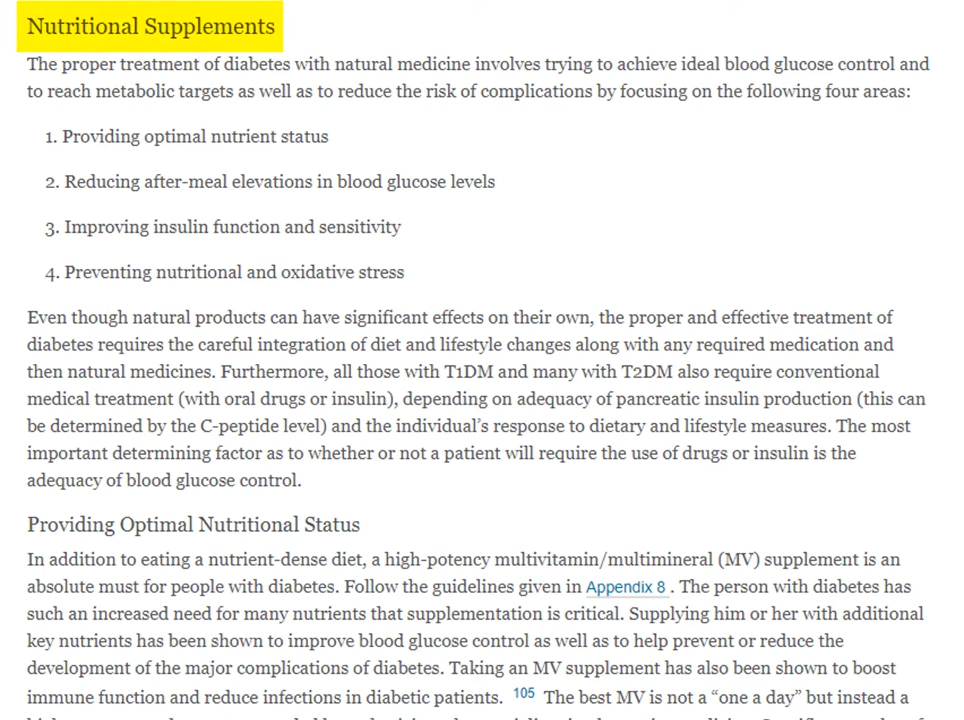 Nutritional Supplements
The proper treatment of diabetes with natural medicine involves trying to achieve ideal blood glucose control and
to reach metabolic targets as well as to reduce the risk of complications by focusing on the following four areas:
1. Providing optimal nutrient status
2. Reducing after-meal elevations in blood glucose levels
3. Improving insulin function and sensitivity
4. Preventing nutritional and oxidative stress
Even though natural products can have significant effects on their own, the proper and effective treatment of
diabetes requires the careful integration of diet and lifestyle changes along with any required medication and
then natural medicines. Furthermore, all those with T1DM and many with T2DM also require conventional
medical treatment (with oral drugs or insulin), depending on adequacy of pancreatic insulin production (this can
be determined by the C-peptide level) and the individual’s response to dietary and lifestyle measures. The most
important determining factor as to whether or not a patient will require the use of drugs or insulin is the
adequacy of blood glucose control.
Providing Optimal Nutritional Status
In addition to eating a nutrient-dense diet, a high-potency multivitamin/multimineral (MV) supplement is an
absolute must for people with diabetes. Follow the guidelines given in Appendix 8 . The person with diabetes has
such an increased need for many nutrients that supplementation is critical. Supplying him or her with additional
key nutrients has been shown to improve blood glucose control as well as to help prevent or reduce the
development of the major complications of diabetes. Taking an MV supplement has also been shown to boost
immune function and reduce infections in diabetic patients. 105 The best MV is not a “one a day” but instead a